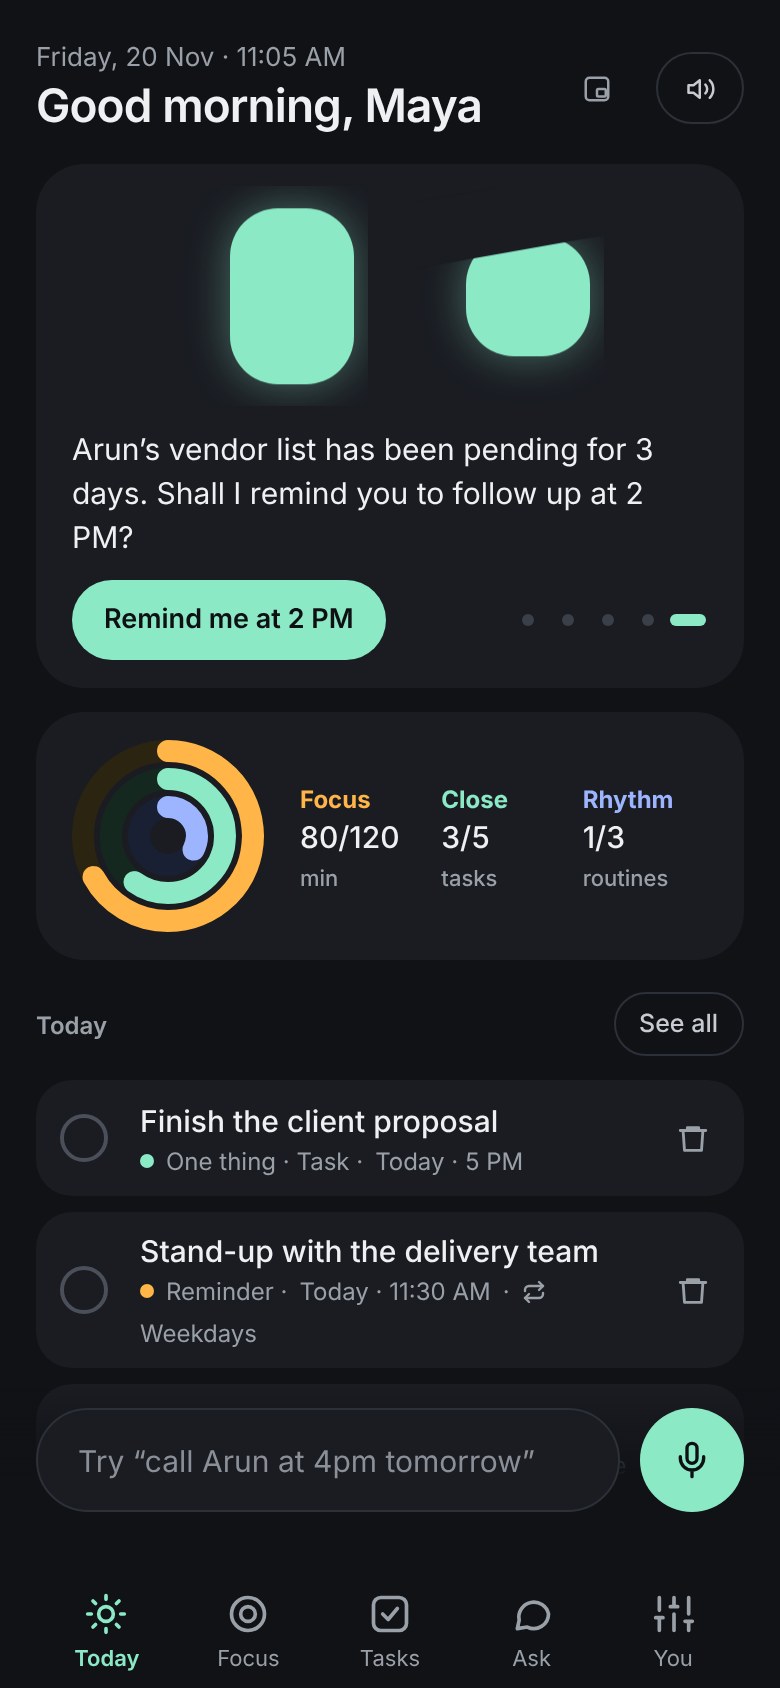 Friday, 20 Nov · 11:05 AM
Good morning, Maya
Arun’s vendor list has been pending for 3
days. Shall I remind you to follow up at 2
PM?
Remind me at 2 PM
Focus
80/120
min
Close
3/5
tasks
Rhythm
1/3
routines
Today
See all
Finish the client proposal
One thing · Task · Today · 5 PM
Stand-up with the delivery team
Reminder · Today · 11:30 AM ·
Weekdays
Try “call Arun at 4pm tomorrow”
Today
Focus
Tasks
Ask
You